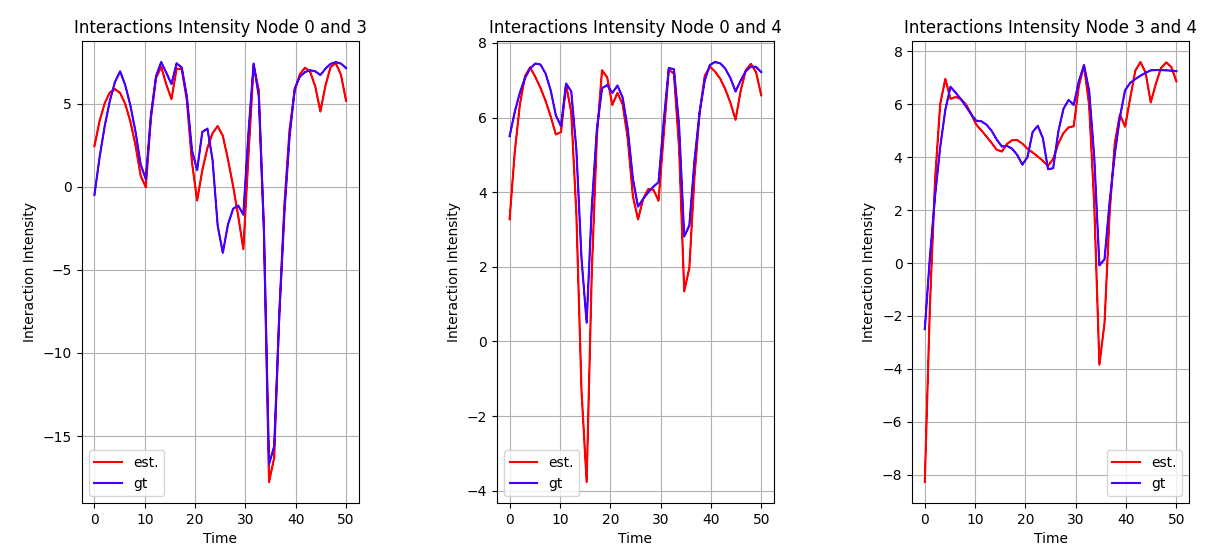 Interactions Intensity Node 0 and 3
Interaction Intensity
5
0
−5
−10
−15
est.
gt
0 10 20 30 40 50
Time
Interactions Intensity Node 0 and 4
Interaction Intensity
8
6
4
2
0
−2
−4
est.
gt
0 10 20 30 40 50
Time
Interactions Intensity Node 3 and 4
Interaction Intensity
8
6
4
2
0
−2
−4
−6
−8
est.
gt
0 10 20 30 40 50
Time